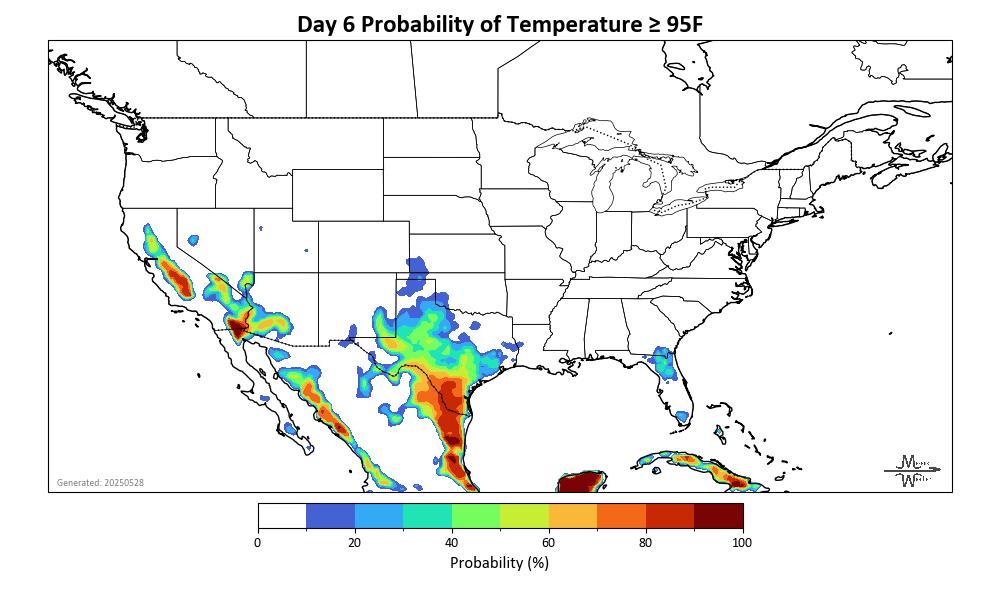 Day 6 Probability of Temperature ≥ 95F
Generated: 20250528
0 20 40 60 80 100
Probability (%)